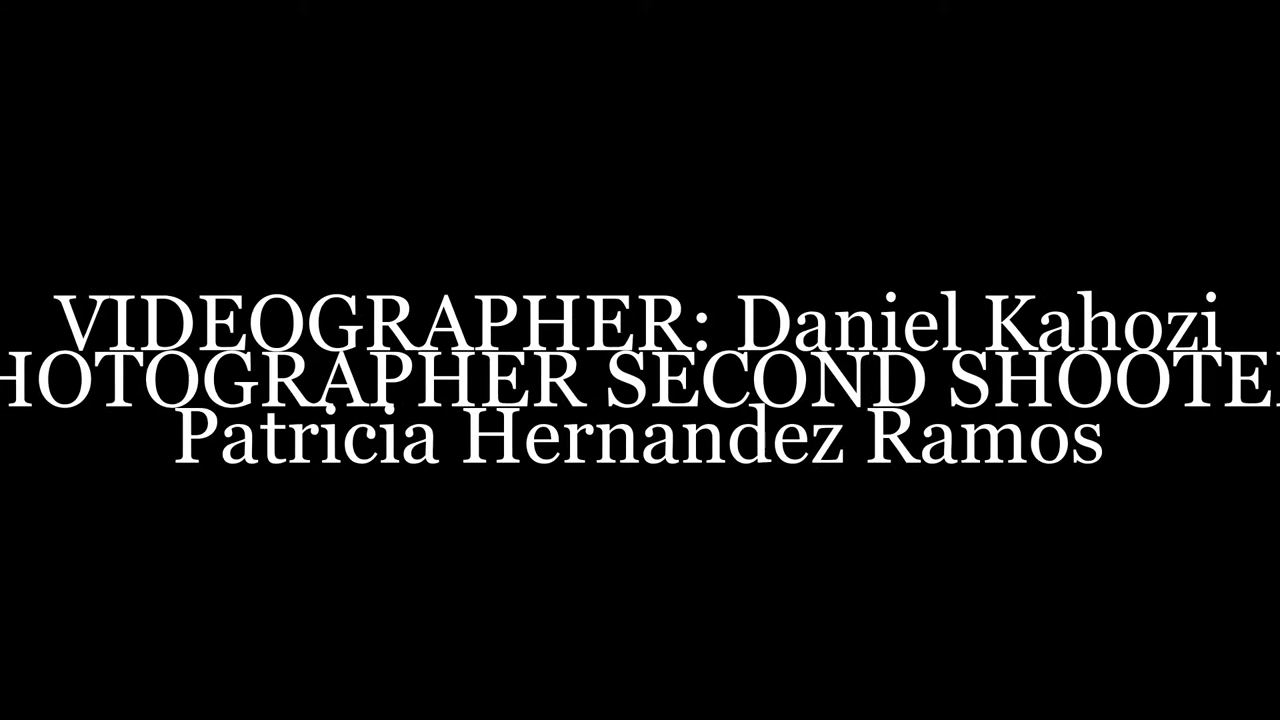 VIDEOGRAPHER: Daniel Kahozi
HOTOGRAPHER SECOND SHOOTE
Patricia Hernandez Ramos